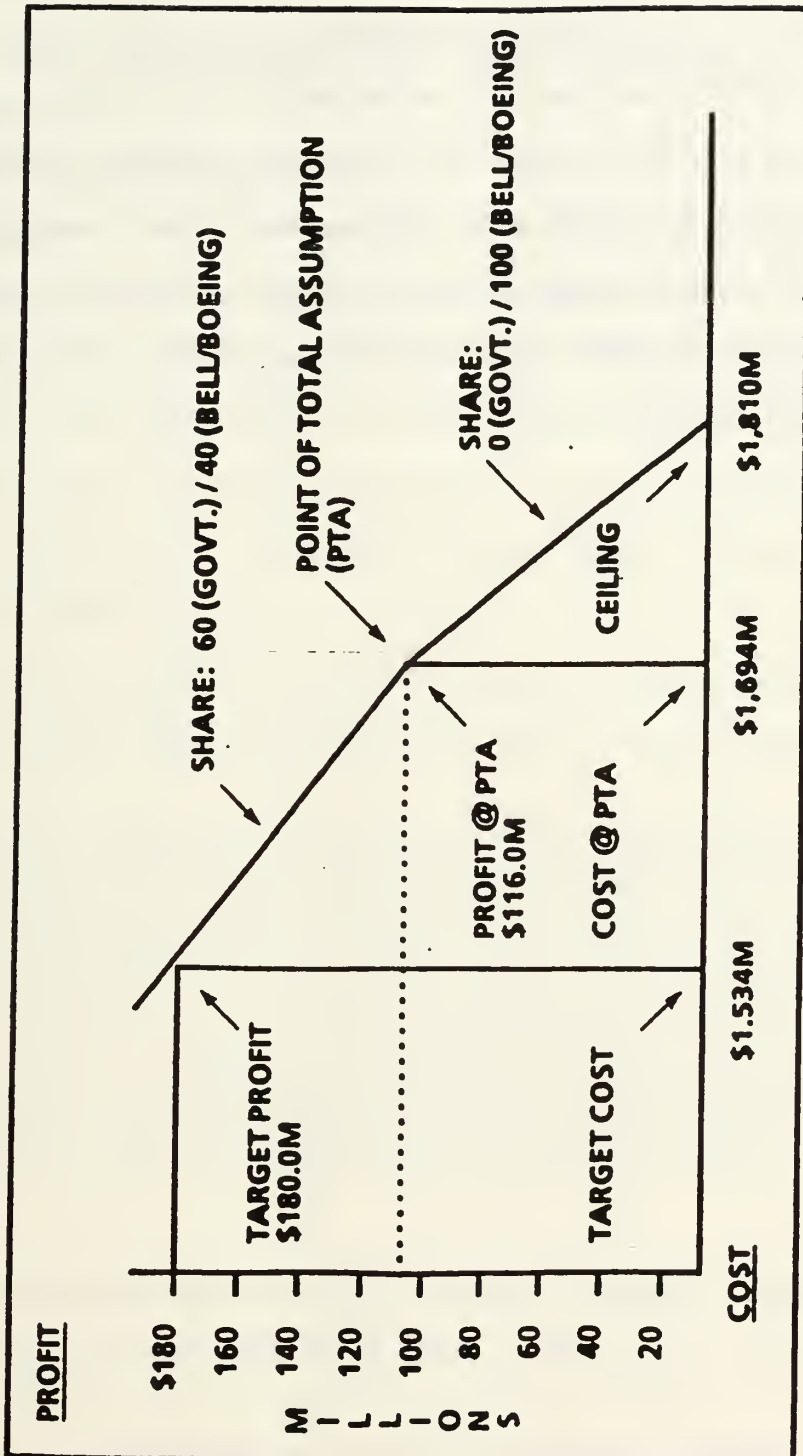 PROFIT
$180
160
140
120
100
80
60
40
20
MILLIONS
SHARE: 60 (GOVT.) / 40 (BELL/BOEING)
POINT OF TOTAL ASSUMPTION
(PTA)
SHARE:
0 (GOVT.) / 100 (BELL/BOEING)
TARGET PROFIT
$180.0M
PROFIT @ PTA
$116.0M
TARGET COST
COST @ PTA
CEILING
COST
$1.534M
$1,694M
$1,810M